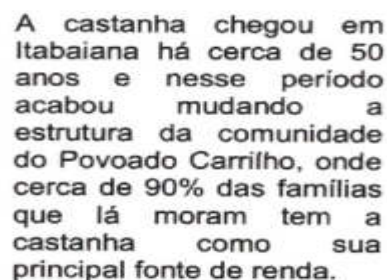 A castanha chegou em
Itabaiana há cerca de 50
anos e nesse período
acabou mudando a
estrutura da comunidade
do Povoado Carrilho, onde
cerca de 90% das famílias
que lá moram tem a
castanha como sua
principal fonte de renda.